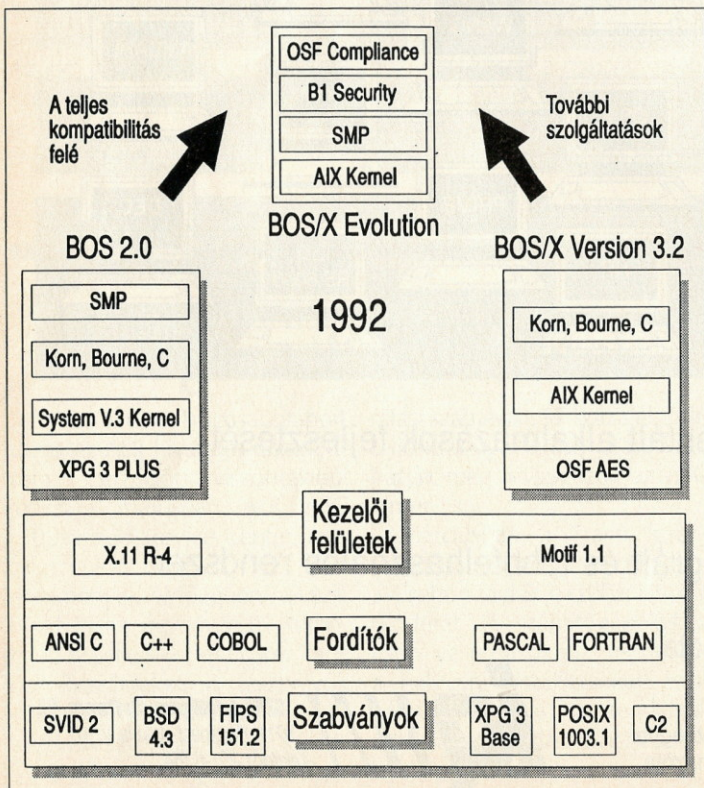 OSF Compliance
B1 Security
SMP
AIX Kernel
A teljes
kompatibilitás
felé
További
szolgáltatások
BOS/X Evolution
BOS 2.0
BOS/X Version 3.2
1992
SMP
Korn, Bourne, C
System V.3 Kernel
XPG 3 PLUS
Korn, Bourne, C
AIX Kernel
OSF AES
Kezelői
felületek
X.11 R-4
Motif 1.1
ANSI C
C++
COBOL
Fordítók
PASCAL
FORTRAN
SVID 2
BSD
4.3
FIPS
151.2
Szabványok
XPG 3
Base
POSIX
1003.1
C2